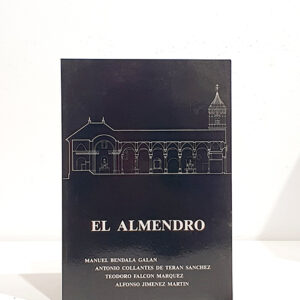 EL ALMENDRO
MANUEL BENDALA GALAN
ANTONIO COLLANTES DE TERAN SANCHEZ
TEODORO FALCON MARQUEZ
ALFONSO JIMENEZ MARTIN